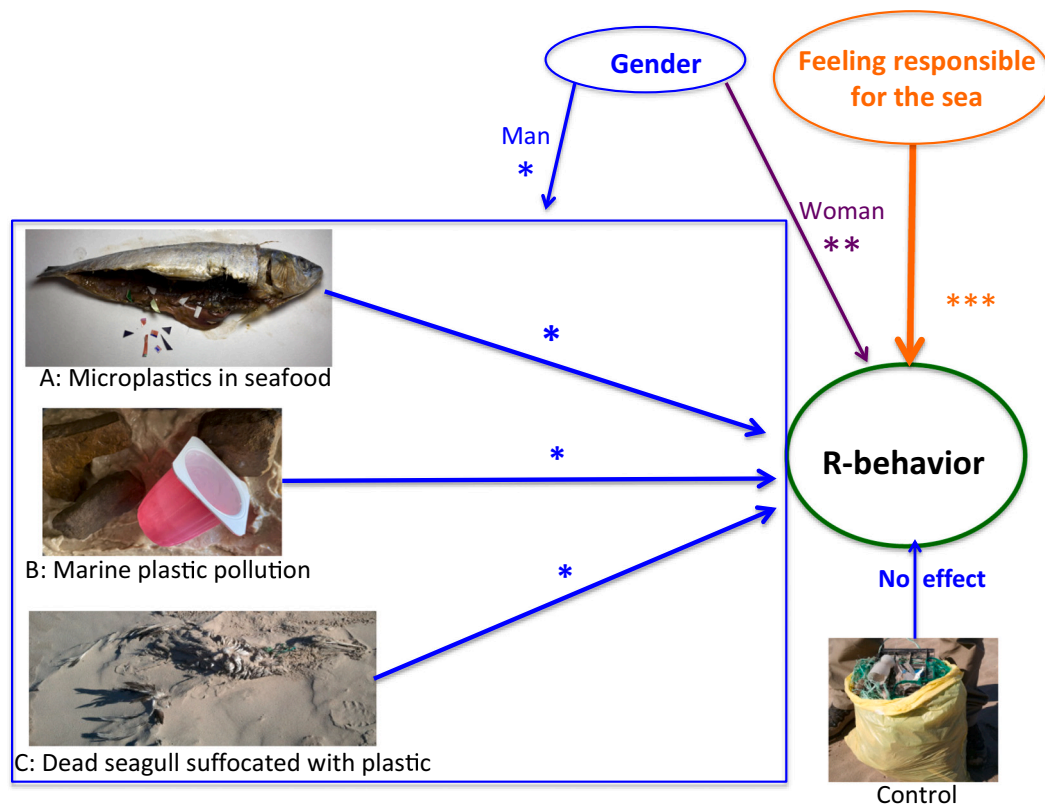 Gender
Feeling responsible
for the sea
Man
*
Woman
**
***
A: Microplastics in seafood
*
B: Marine plastic pollution
*
C: Dead seagull suffocated with plastic
*
R-behavior
No effect
Control